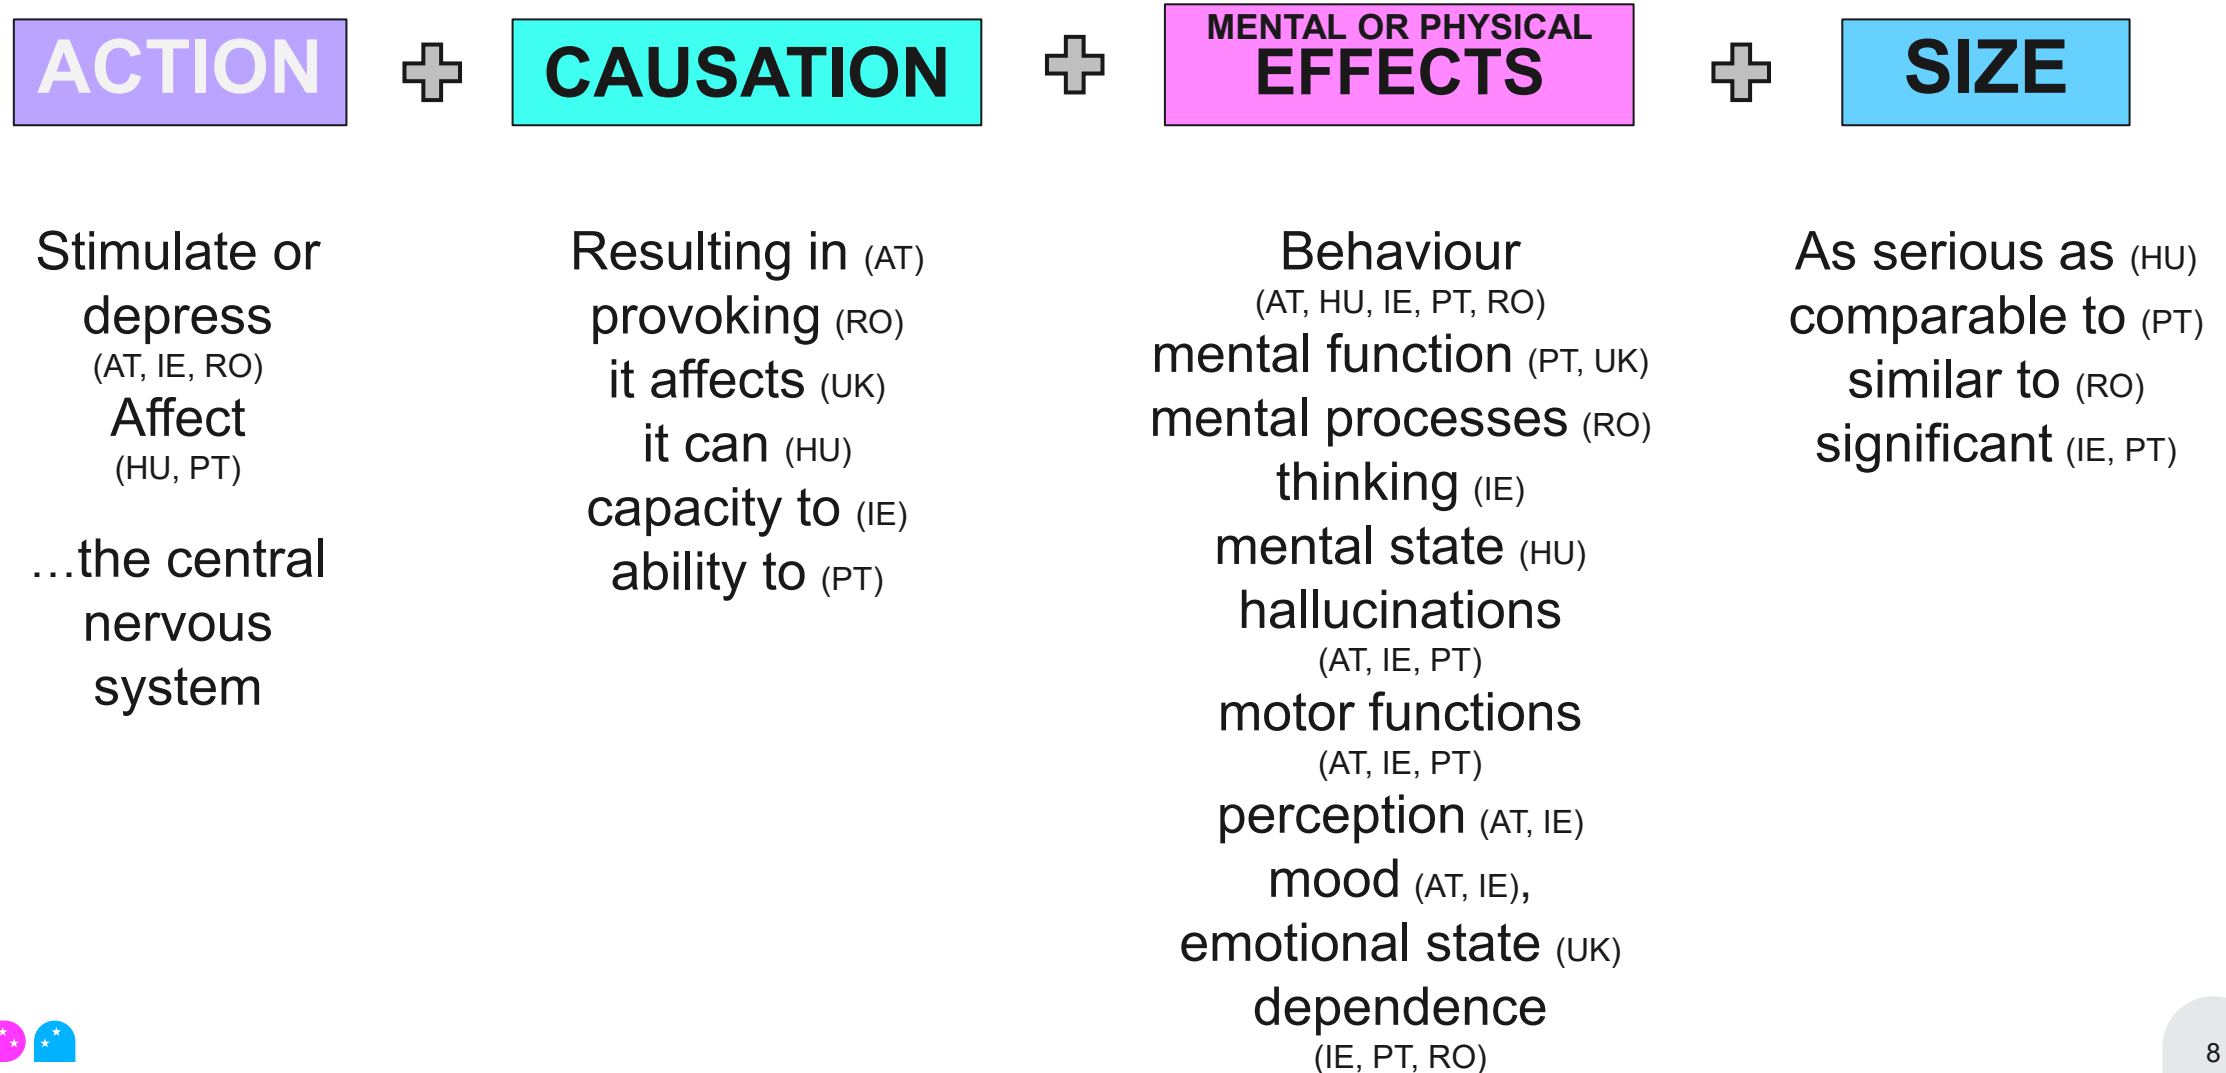 ACTION
CAUSATION
MENTAL OR PHYSICAL
EFFECTS
SIZE
Stimulate or
depress
(AT, IE, RO)
Affect
(HU, PT)
…the central
nervous
system
Resulting in (AT)
provoking (RO)
it affects (UK)
it can (HU)
capacity to (IE)
ability to (PT)
Behaviour
(AT, HU, IE, PT, RO)
mental function (PT, UK)
mental processes (RO)
thinking (IE)
mental state (HU)
hallucinations
(AT, IE, PT)
motor functions
(AT, IE, PT)
perception (AT, IE)
mood (AT, IE),
emotional state (UK)
dependence
(IE, PT, RO)
As serious as (HU)
comparable to (PT)
similar to (RO)
significant (IE, PT)
8